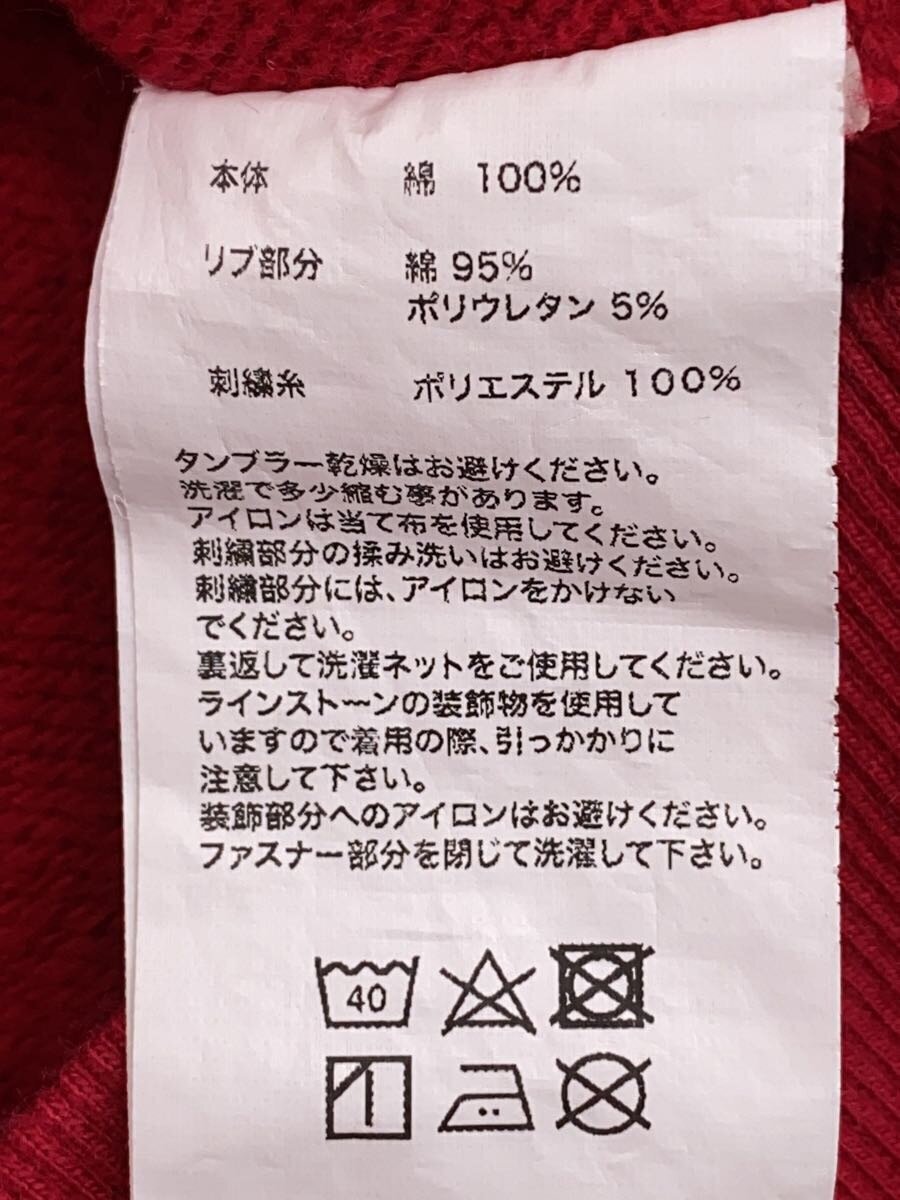 本体 綿 100%
リブ部分 綿 95%
ポリウレタン 5%
刺繍糸 ポリエステル 100%
タンブラー乾燥はお避けください。
洗濯で多少縮む事があります。
アイロンは当て布を使用してください。
刺繍部分の揉み洗いはお避けください。
刺繍部分には、アイロンをかけない
でください。
裏返して洗濯ネットをご使用してください。
ラインストーンの装飾物を使用して
いますので着用の際、引っかかりに
注意して下さい。
装飾部分へのアイロンはお避けください。
ファスナー部分を閉じて洗濯して下さい。
40